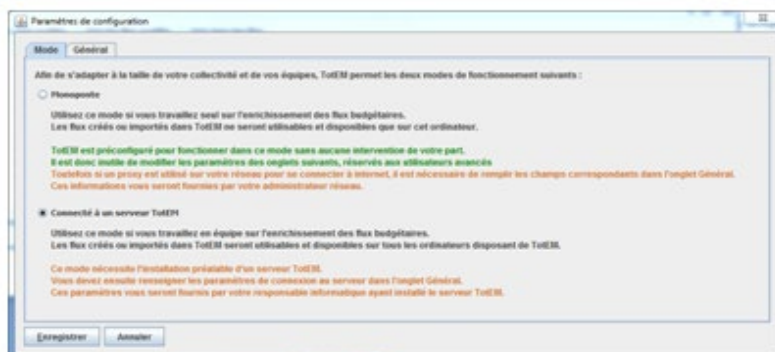 Paramètres de configuration
Mode Général
Afin de s'adapter à la taille de votre collectivité et de vos équipes, TotEM permet les deux modes de fonctionnement suivants :
Monoposte
Utilisez ce mode si vous travaillez seul sur l'enrichissement des flux budgétaires.
Les flux créés ou importés dans TotEM ne seront utilisables et disponibles que sur cet ordinateur.
TotEM est préconfiguré pour fonctionner dans ce mode sans aucune intervention de votre part.
Il est donc inutile de modifier les paramètres des onglets suivants, réservés aux utilisateurs avancés
Toutefois si un proxy est utilisé sur votre réseau pour se connecter à internet, il est nécessaire de remplir les champs correspondants dans l'onglet Général.
Ces informations vous seront fournies par votre administrateur réseau.
Connecté à un serveur TotEM
Utilisez ce mode si vous travaillez en équipe sur l'enrichissement des flux budgétaires.
Les flux créés ou importés dans TotEM seront utilisables et disponibles sur tous les ordinateurs disposant de TotEM.
Ce mode nécessite l'installation préalable d'un serveur TotEM.
Vous devez ensuite renseigner les paramètres de connexion au serveur dans l'onglet Général.
Ces paramètres vous seront fournis par votre responsable informatique ayant installé le serveur TotEM.
Enregistrer Annuler